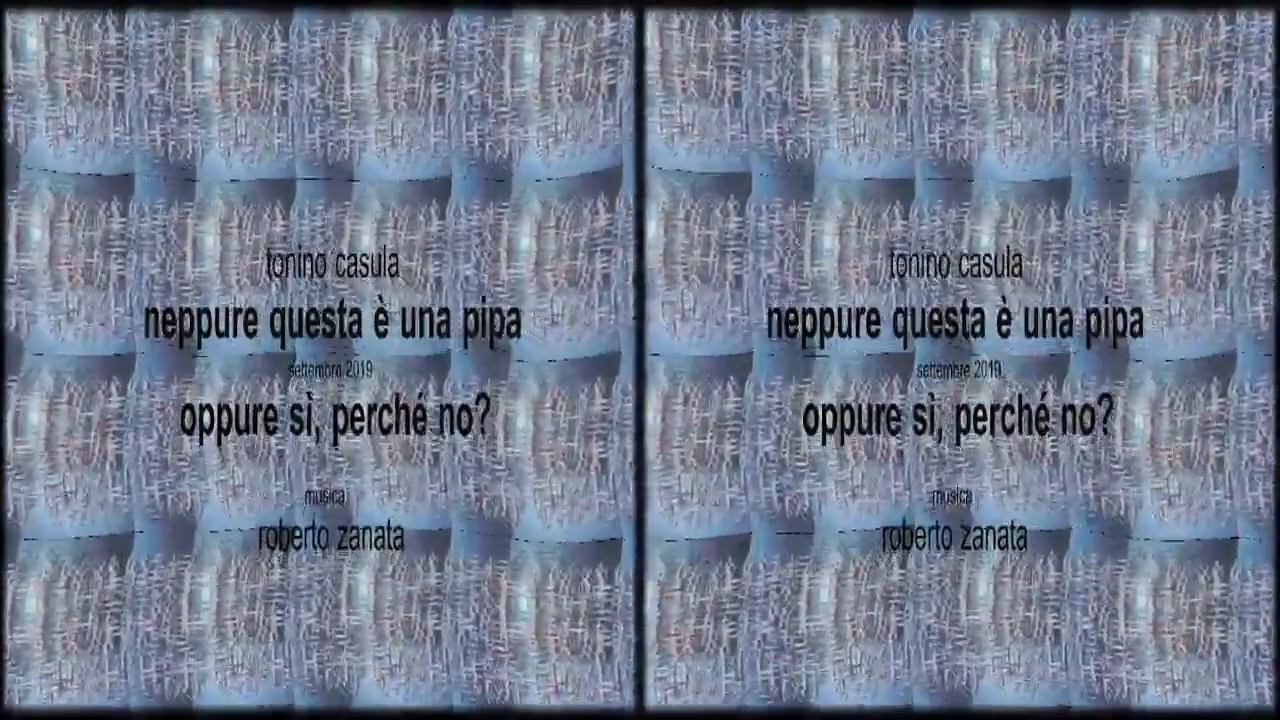 tonino casula
neppure questa è una pipa
settembre 2019
oppure sì, perché no?
musica
roberto zanata
tonino casula
neppure questa è una pipa
settembre 2019
oppure sì, perché no?
musica
roberto zanata